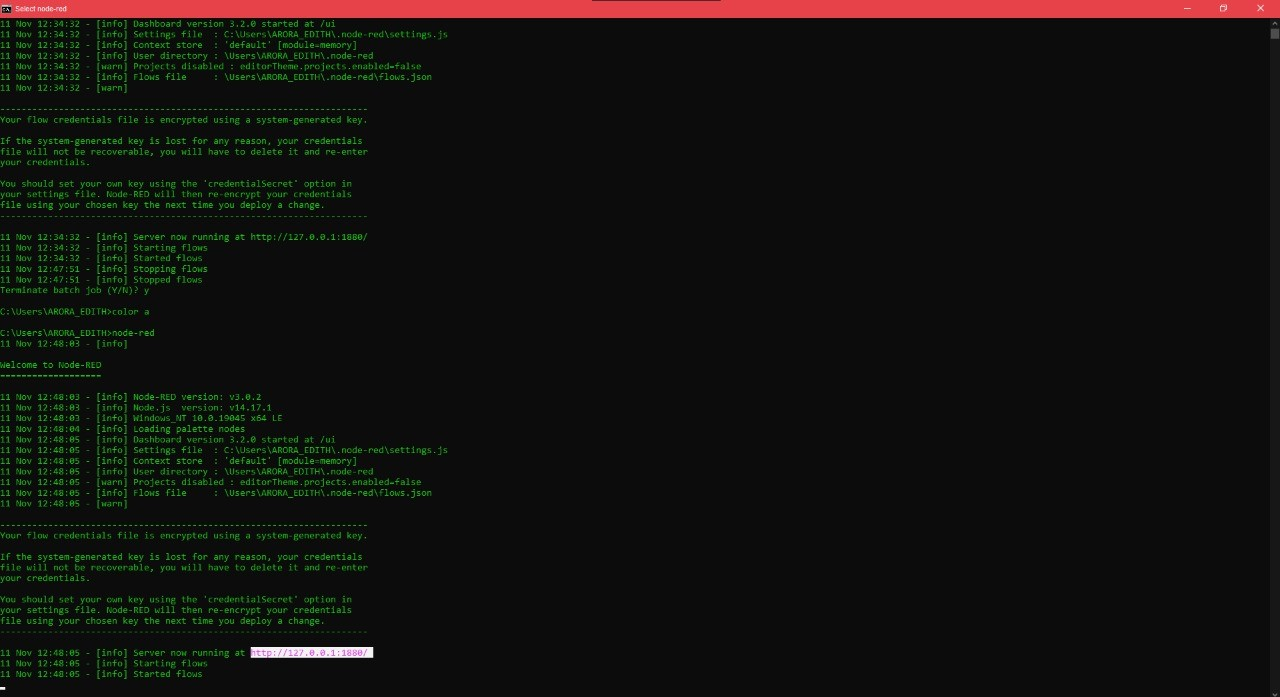 Select node-red
11 Nov 12:34:32 - [info] Dashboard version 3.2.0 started at /ui
11 Nov 12:34:32 - [info] Settings file  : C:\Users\ARORA_EDITH\.node-red\settings.js
11 Nov 12:34:32 - [info] Context store  : 'default' [module=memory]
11 Nov 12:34:32 - [info] User directory : \Users\ARORA_EDITH\.node-red
11 Nov 12:34:32 - [warn] Projects disabled : editorTheme.projects.enabled=false
11 Nov 12:34:32 - [info] Flows file     : \Users\ARORA_EDITH\.node-red\flows.json
11 Nov 12:34:32 - [warn]
---------------------------------------------------------------------
Your flow credentials file is encrypted using a system-generated key.
If the system-generated key is lost for any reason, your credentials
file will not be recoverable, you will have to delete it and re-enter
your credentials.
You should set your own key using the 'credentialSecret' option in
your settings file. Node-RED will then re-encrypt your credentials
file using your chosen key the next time you deploy a change.
---------------------------------------------------------------------
11 Nov 12:34:32 - [info] Server now running at http://127.0.0.1:1880/
11 Nov 12:34:32 - [info] Starting flows
11 Nov 12:34:32 - [info] Started flows
11 Nov 12:47:51 - [info] Stopping flows
11 Nov 12:47:51 - [info] Stopped flows
Terminate batch job (Y/N)? y
C:\Users\ARORA_EDITH>color a
C:\Users\ARORA_EDITH>node-red
11 Nov 12:48:03 - [info]
Welcome to Node-RED
===================
11 Nov 12:48:03 - [info] Node-RED version: v3.0.2
11 Nov 12:48:03 - [info] Node.js  version: v14.17.1
11 Nov 12:48:03 - [info] Windows_NT 10.0.19045 x64 LE
11 Nov 12:48:04 - [info] Loading palette nodes
11 Nov 12:48:05 - [info] Dashboard version 3.2.0 started at /ui
11 Nov 12:48:05 - [info] Settings file  : C:\Users\ARORA_EDITH\.node-red\settings.js
11 Nov 12:48:05 - [info] Context store  : 'default' [module=memory]
11 Nov 12:48:05 - [info] User directory : \Users\ARORA_EDITH\.node-red
11 Nov 12:48:05 - [warn] Projects disabled : editorTheme.projects.enabled=false
11 Nov 12:48:05 - [info] Flows file     : \Users\ARORA_EDITH\.node-red\flows.json
11 Nov 12:48:05 - [warn]
---------------------------------------------------------------------
Your flow credentials file is encrypted using a system-generated key.
If the system-generated key is lost for any reason, your credentials
file will not be recoverable, you will have to delete it and re-enter
your credentials.
You should set your own key using the 'credentialSecret' option in
your settings file. Node-RED will then re-encrypt your credentials
file using your chosen key the next time you deploy a change.
---------------------------------------------------------------------
11 Nov 12:48:05 - [info] Server now running at http://127.0.0.1:1880/
11 Nov 12:48:05 - [info] Starting flows
11 Nov 12:48:05 - [info] Started flows